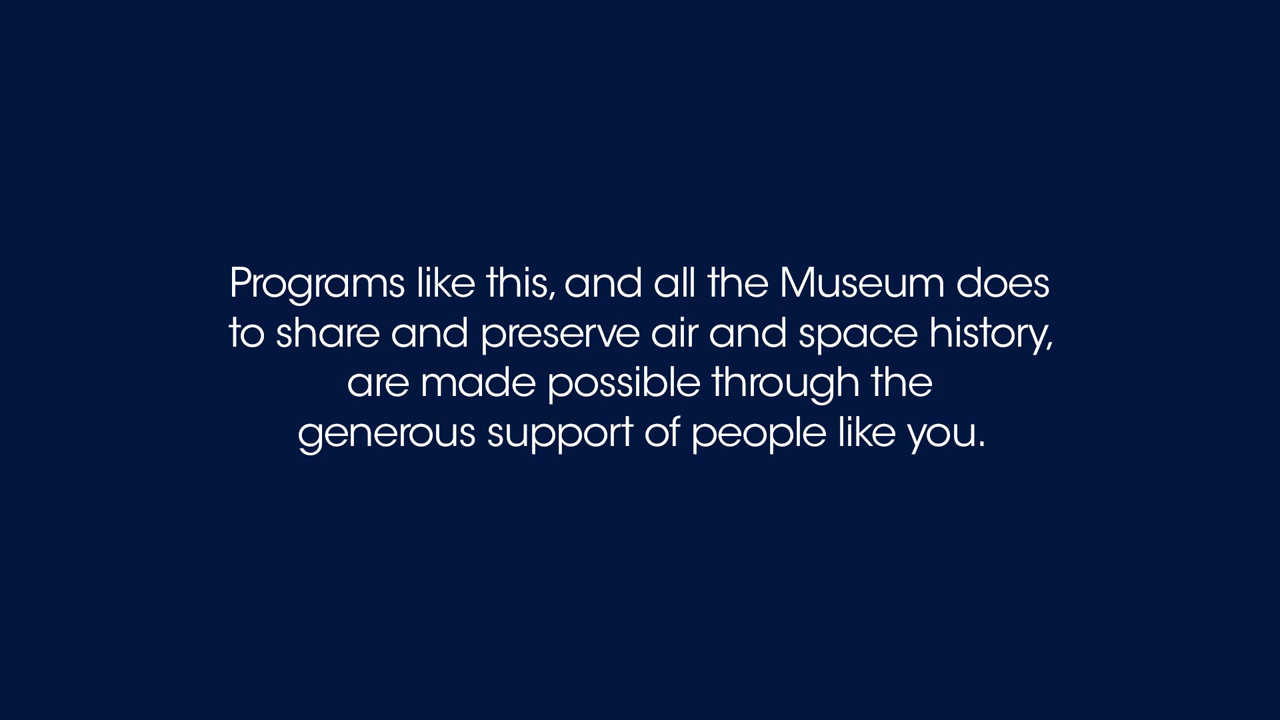 Programs like this, and all the Museum does
to share and preserve air and space history,
are made possible through the
generous support of people like you.